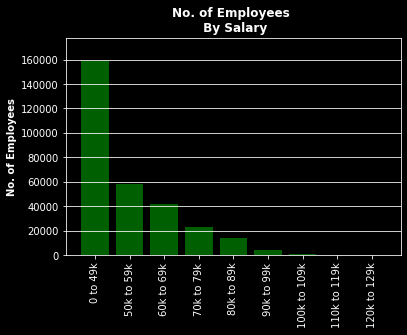 No. of Employees
By Salary
No. of Employees
160000
140000
120000
100000
80000
60000
40000
20000
0
0 to 49k
50k to 59k
60k to 69k
70k to 79k
80k to 89k
90k to 99k
100k to 109k
110k to 119k
120k to 129k